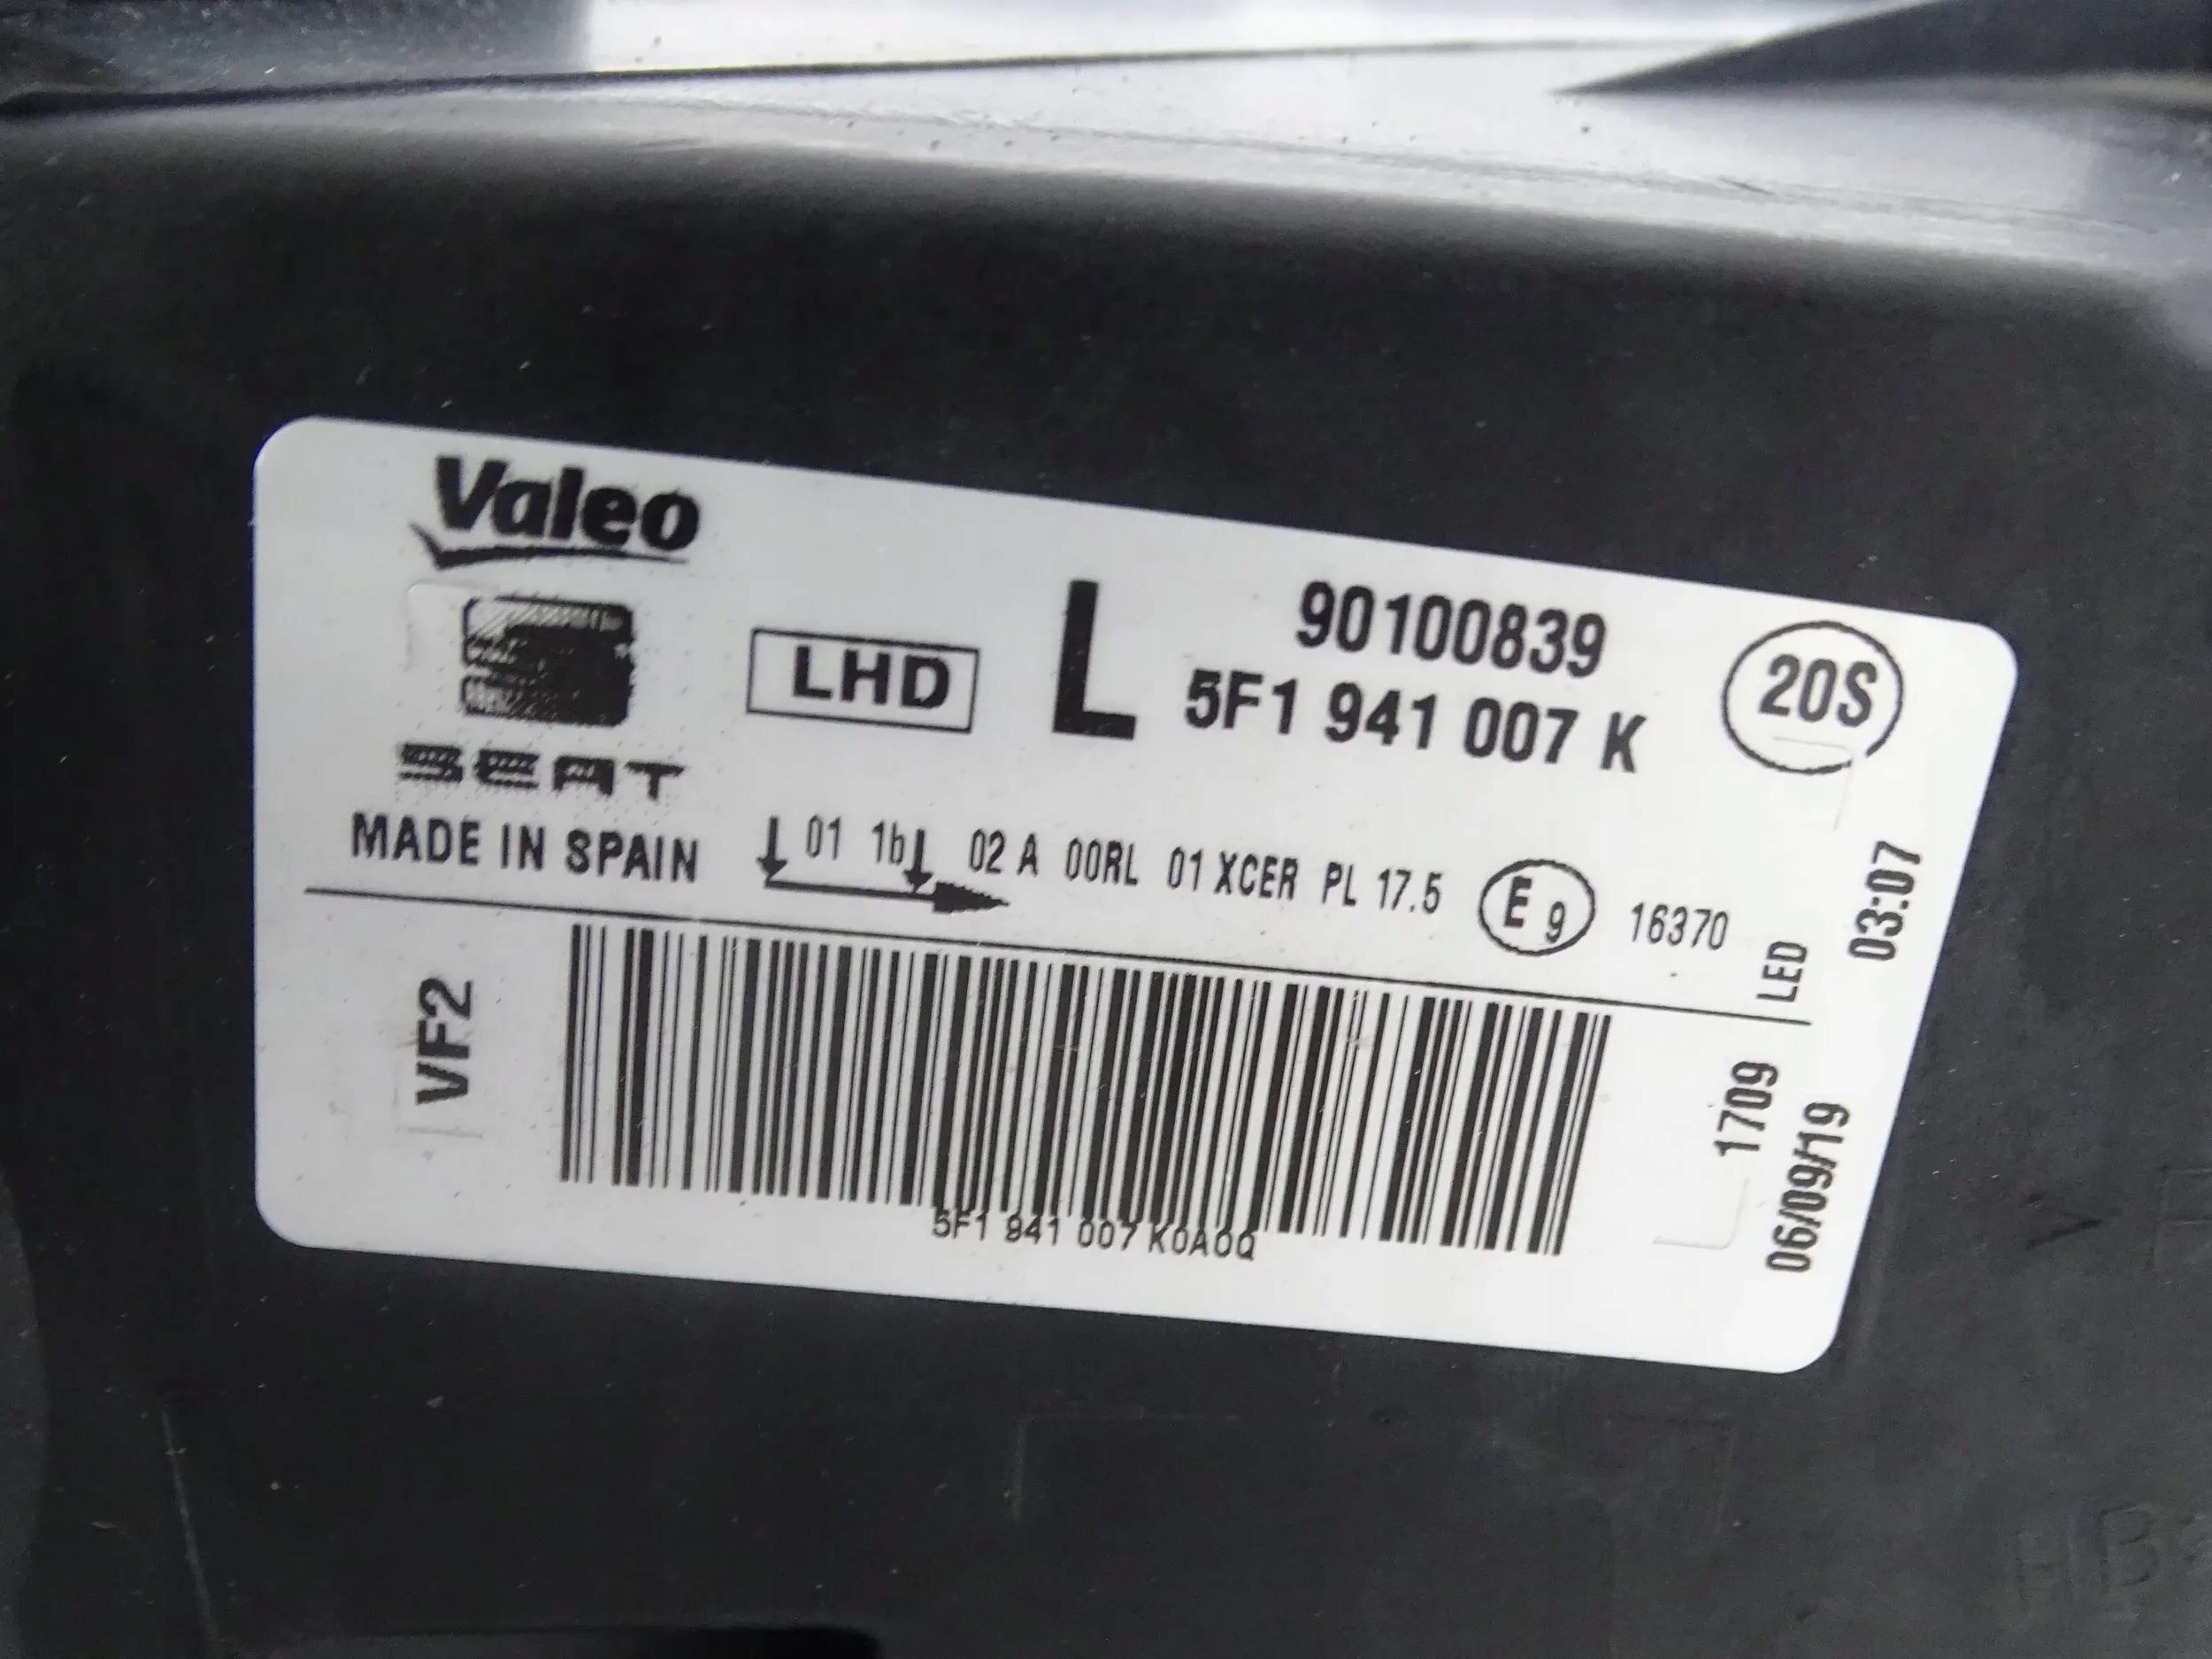 Valeo
SEAT
MADE IN SPAIN
LHD
L
90100839
5F1 941 007 K
20S
01 1b 02 A 00RL 01 XCER PL 17.5 E9 16370
LED
03:07
VF2
5F1 941 007 K0A0Q
1709
06/09/19